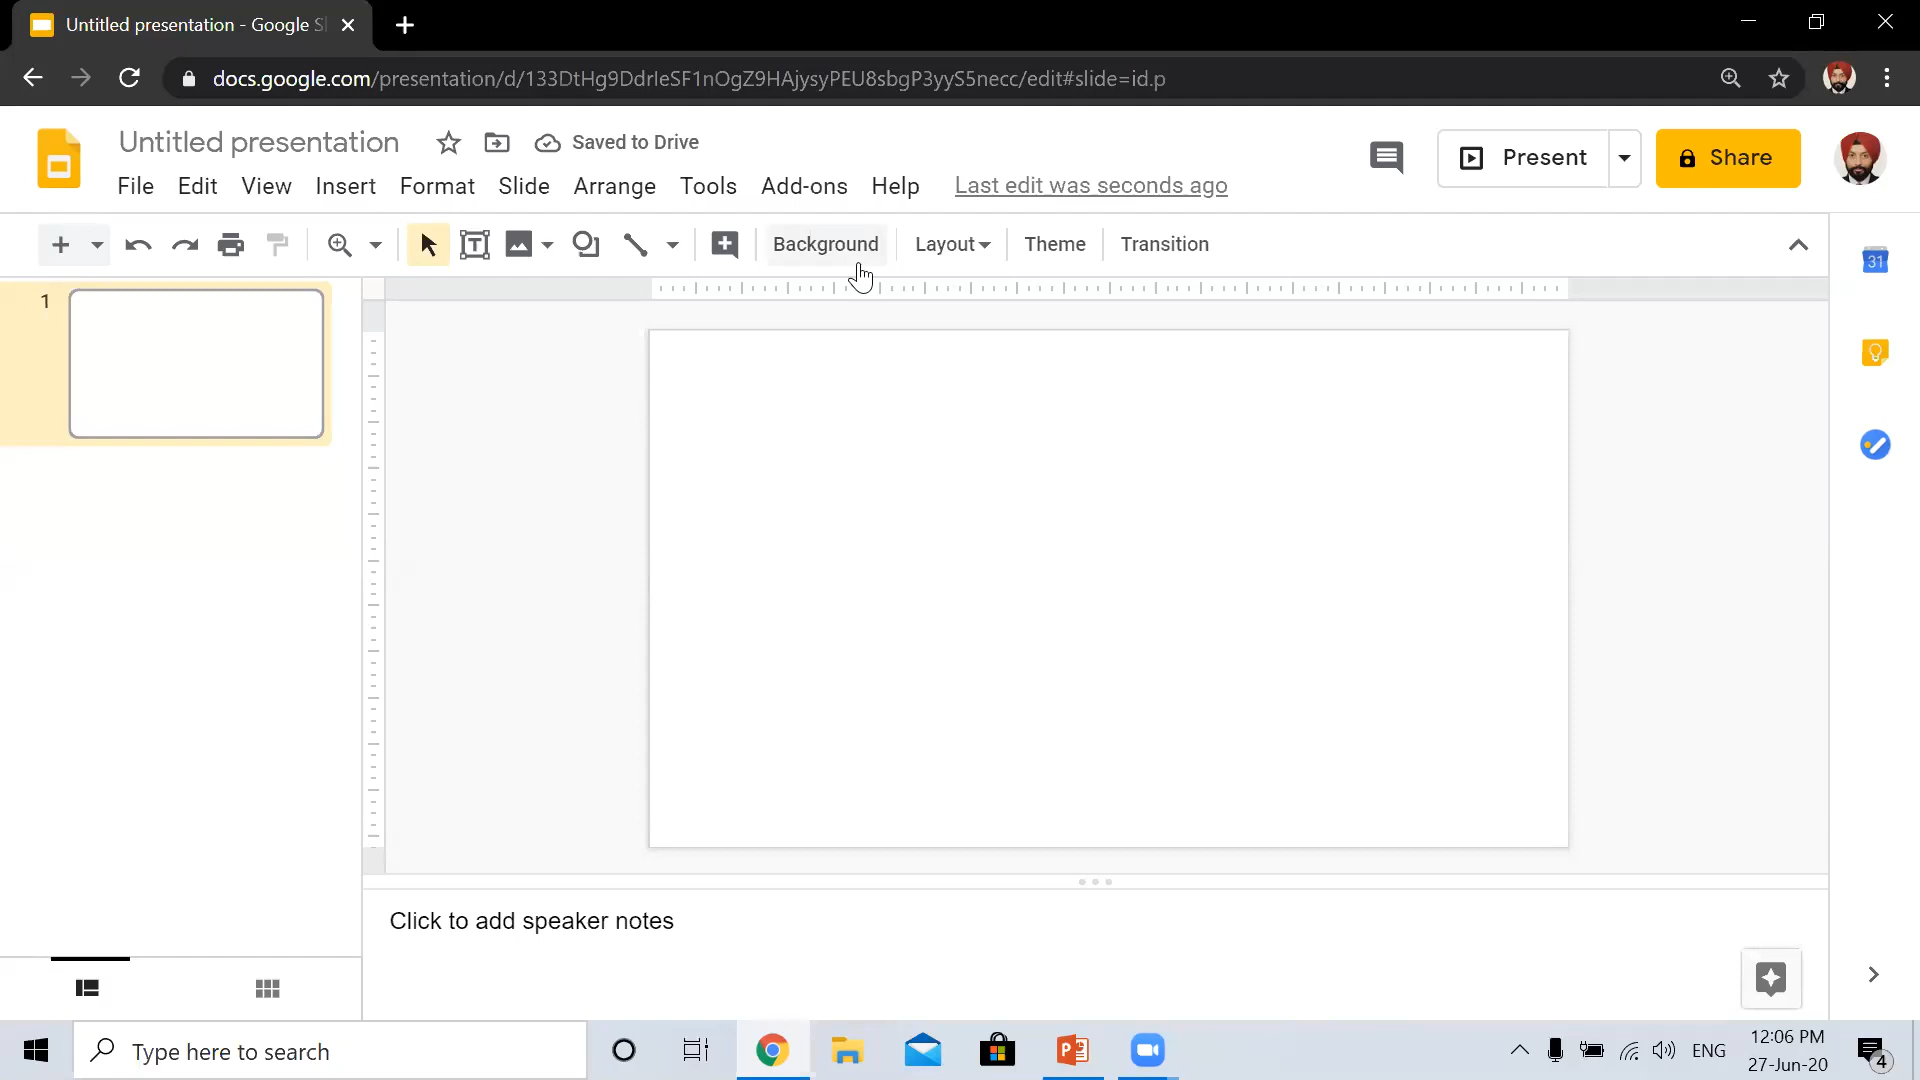 Untitled presentation - Google Sl
docs.google.com/presentation/d/133DtHg9DdrIeSF1nOgZ9HAjysyPEU8sbgP3yyS5necc/edit#slide=id.p
Untitled presentation
Saved to Drive
File Edit View Insert Format Slide Arrange Tools Add-ons Help Last edit was seconds ago
Present
Share
Background Layout Theme Transition
31
1
Click to add speaker notes
Type here to search
ENG
12:06 PM
27-Jun-20
4